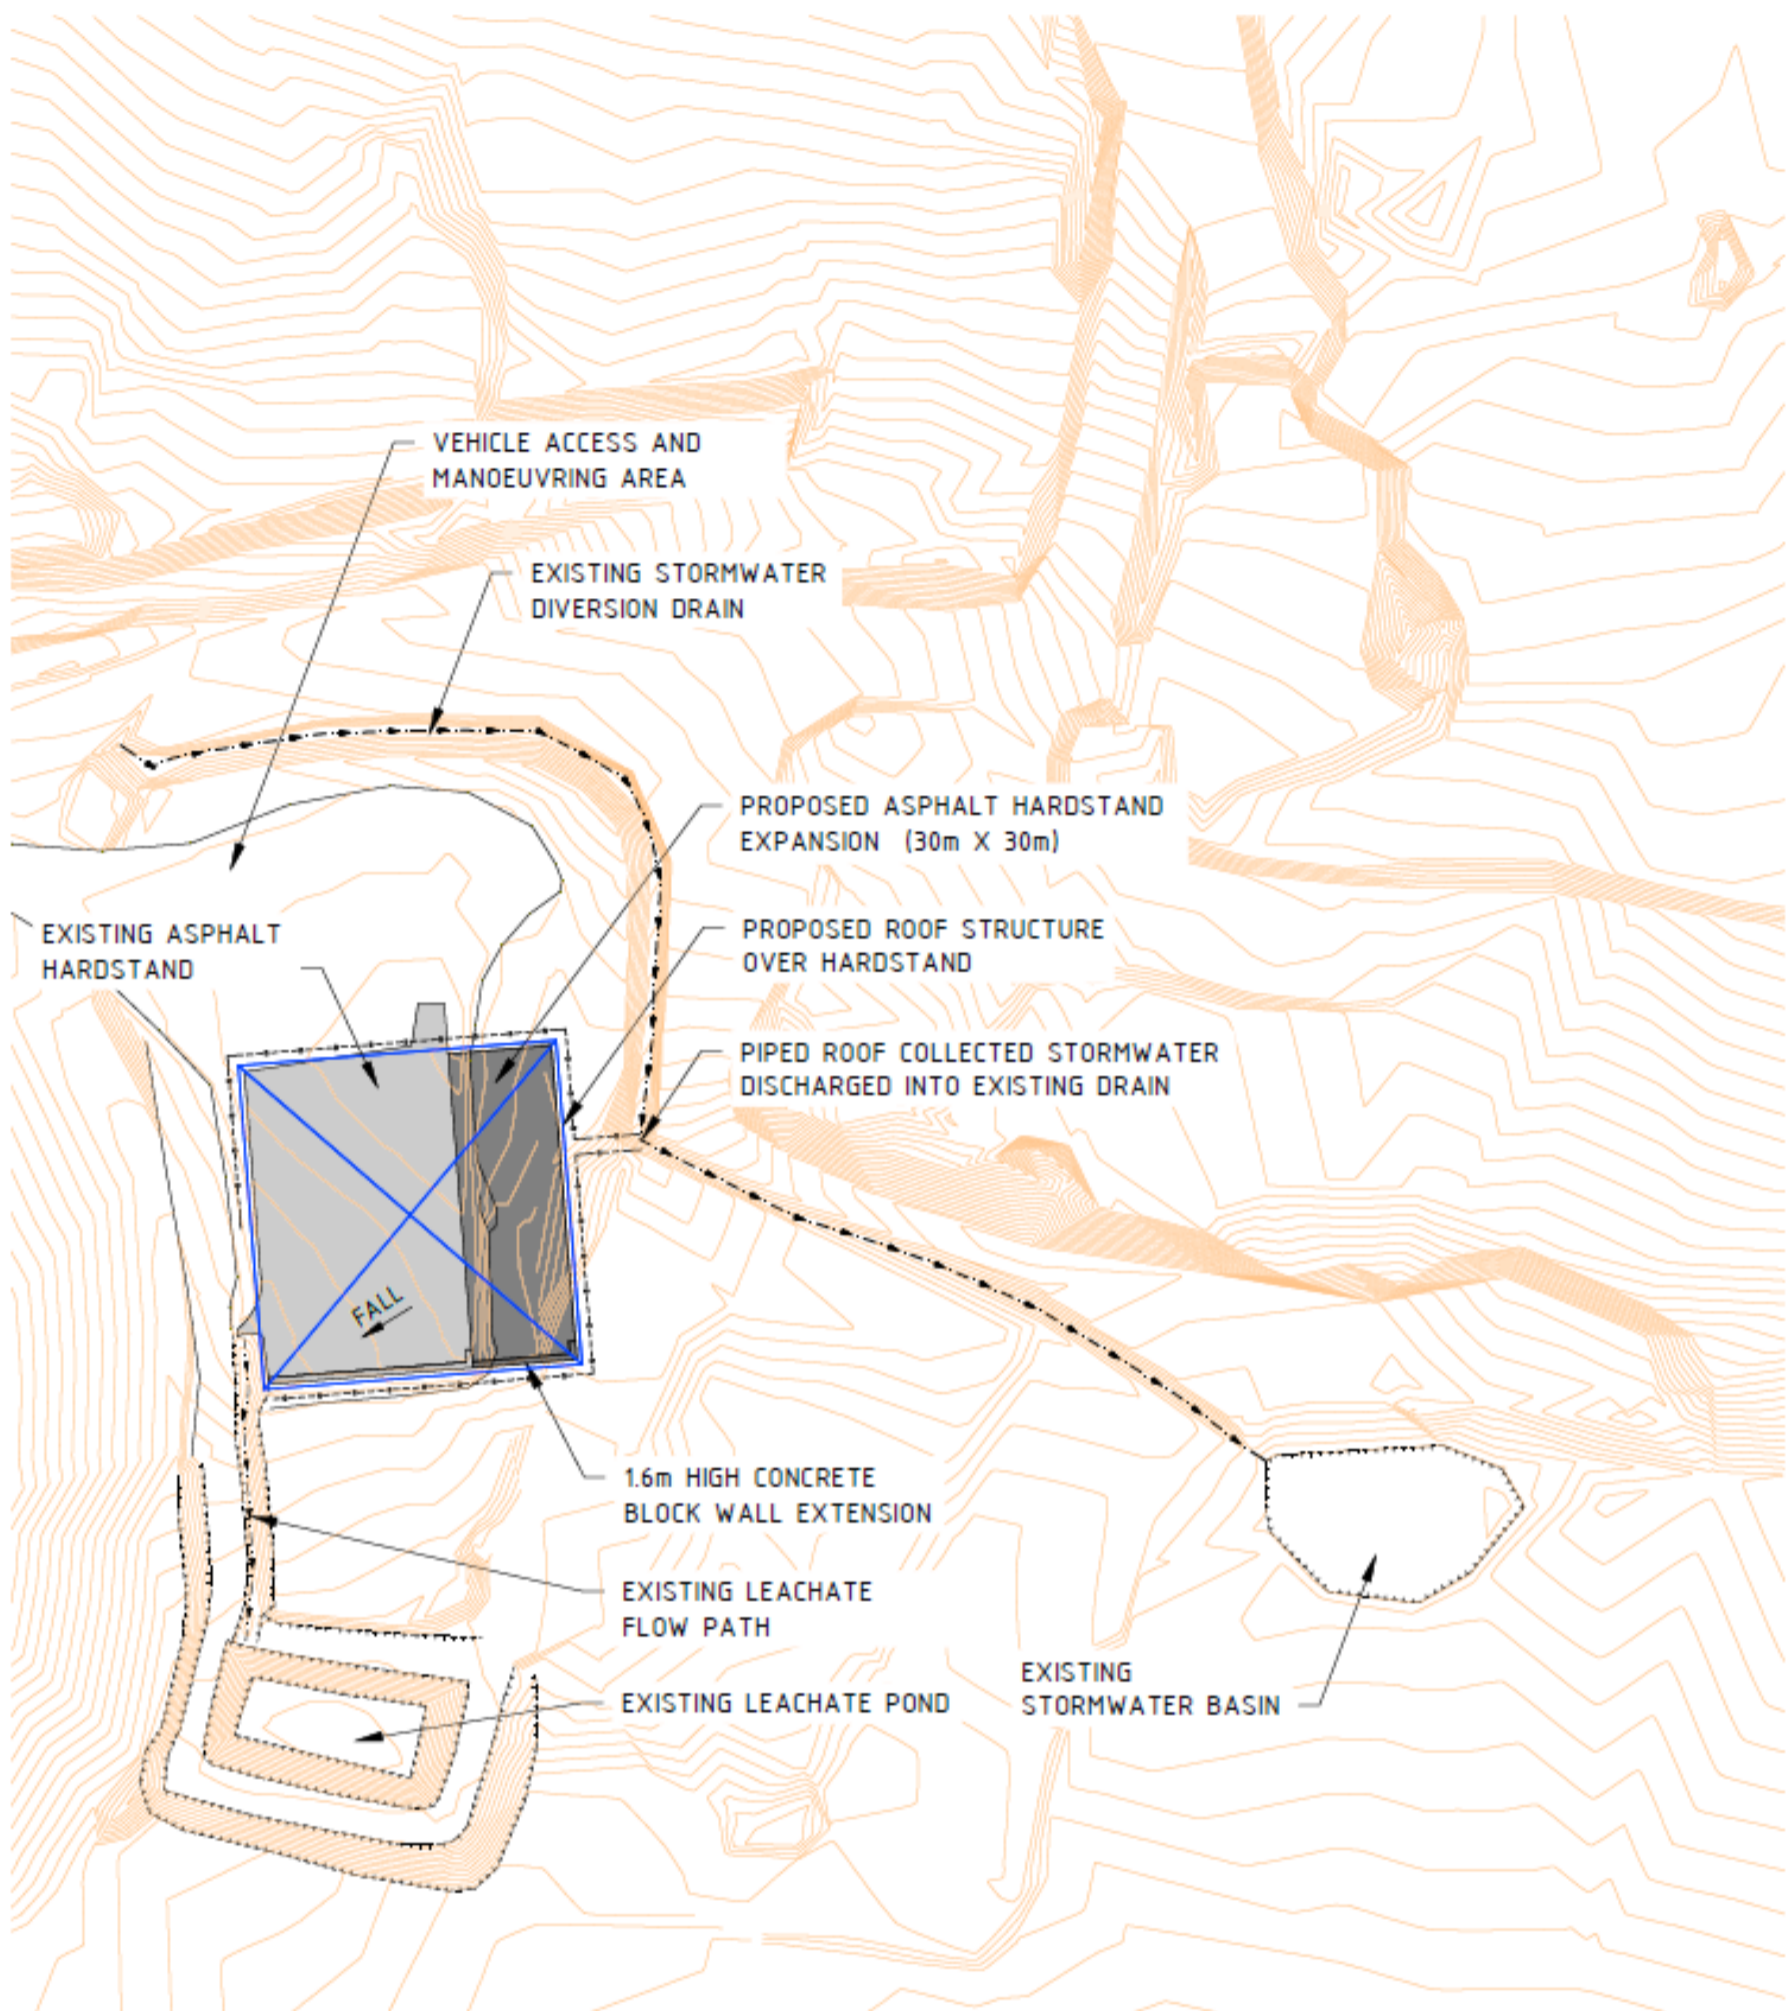 VEHICLE ACCESS AND
MANOEUVRING AREA
EXISTING STORMWATER
DIVERSION DRAIN
PROPOSED ASPHALT HARDSTAND
EXPANSION (30m X 30m)
EXISTING ASPHALT
HARDSTAND
PROPOSED ROOF STRUCTURE
OVER HARDSTAND
PIPED ROOF COLLECTED STORMWATER
DISCHARGED INTO EXISTING DRAIN
FALL
1.6m HIGH CONCRETE
BLOCK WALL EXTENSION
EXISTING LEACHATE
FLOW PATH
EXISTING
STORMWATER BASIN
EXISTING LEACHATE POND